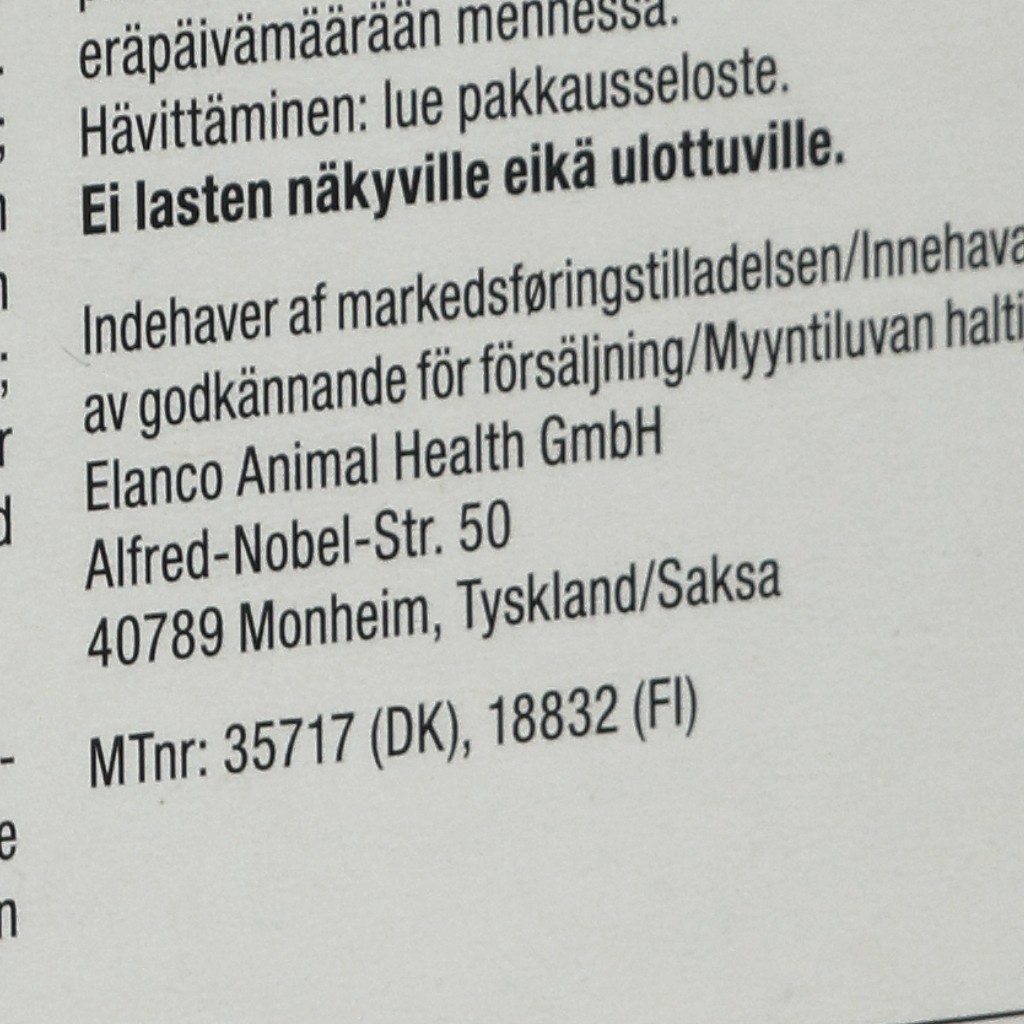 eräpäivämäärään mennessä.
Hävittäminen: lue pakkausseloste.
Ei lasten näkyville eikä ulottuville.
Indehaver af markedsføringstilladelsen/Innehava
av godkännande för försäljning/Myyntiluvan halti
Elanco Animal Health GmbH
Alfred-Nobel-Str. 50
40789 Monheim, Tyskland/Saksa
MTnr: 35717 (DK), 18832 (FI)